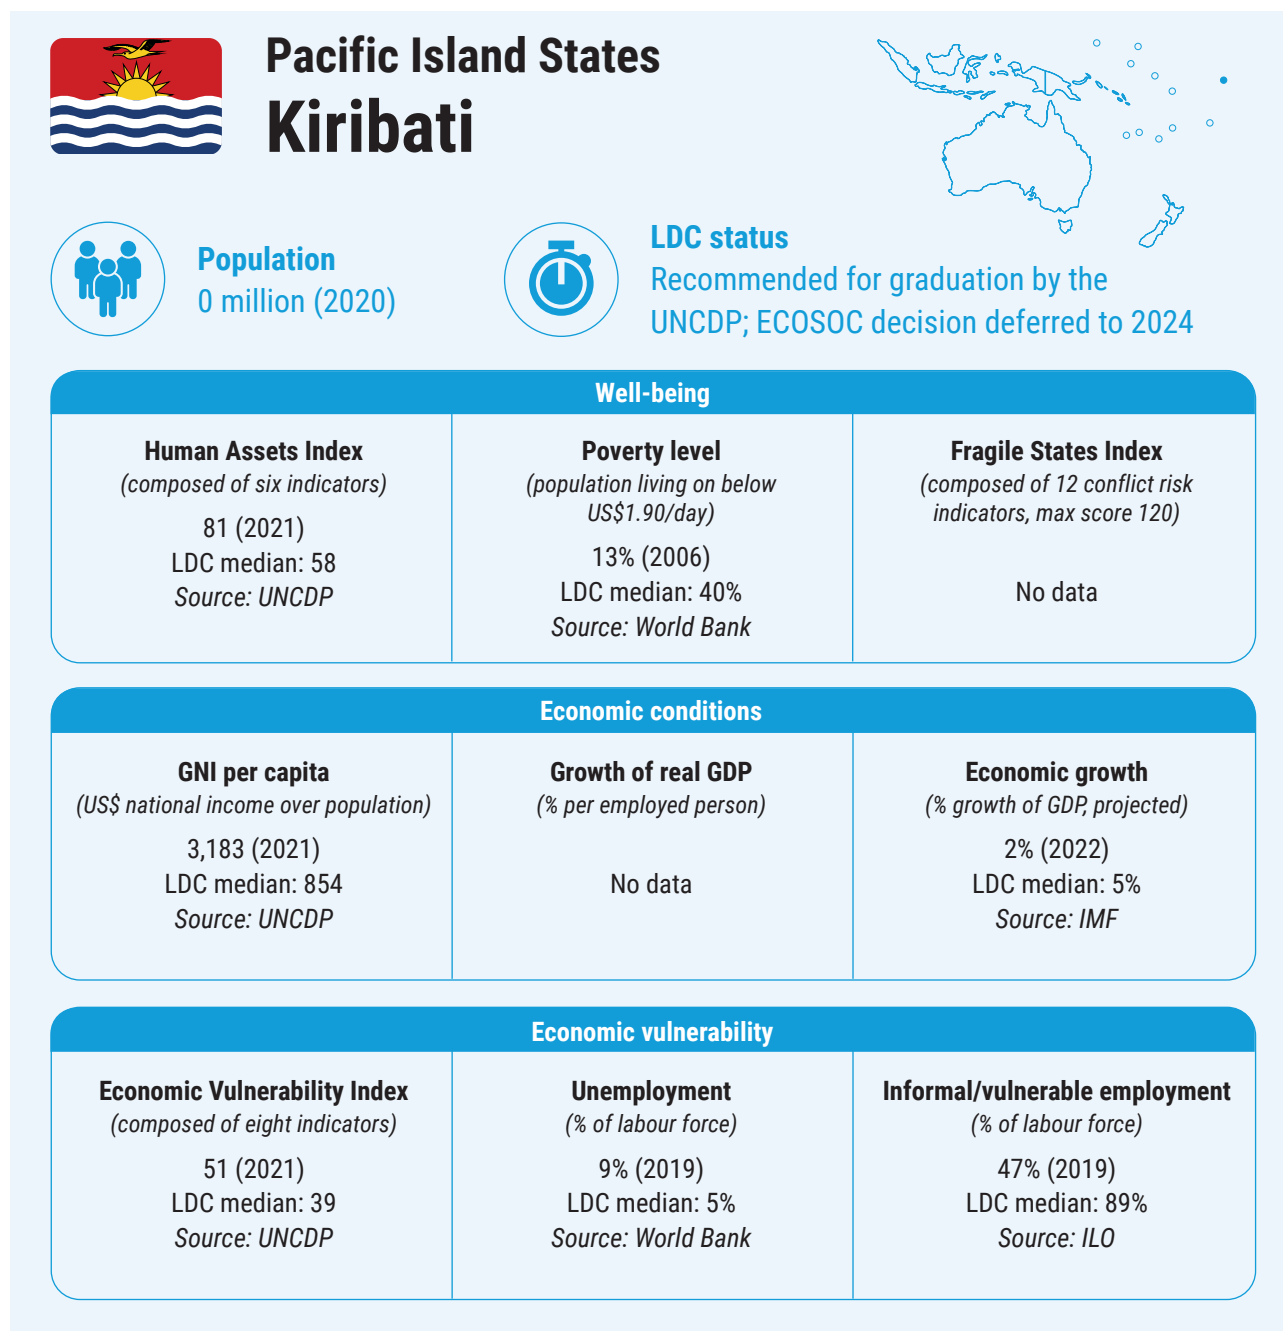 Pacific Island States
Kiribati
Population
0 million (2020)
LDC status
Recommended for graduation by the
UNCDP; ECOSOC decision deferred to 2024
Well-being
Human Assets Index
(composed of six indicators)
81 (2021)
LDC median: 58
Source: UNCDP
Poverty level
(population living on below
US$1.90/day)
13% (2006)
LDC median: 40%
Source: World Bank
Fragile States Index
(composed of 12 conflict risk
indicators, max score 120)
No data
Economic conditions
GNI per capita
(US$ national income over population)
3,183 (2021)
LDC median: 854
Source: UNCDP
Growth of real GDP
(% per employed person)
No data
Economic growth
(% growth of GDP, projected)
2% (2022)
LDC median: 5%
Source: IMF
Economic vulnerability
Economic Vulnerability Index
(composed of eight indicators)
51 (2021)
LDC median: 39
Source: UNCDP
Unemployment
(% of labour force)
9% (2019)
LDC median: 5%
Source: World Bank
Informal/vulnerable employment
(% of labour force)
47% (2019)
LDC median: 89%
Source: ILO